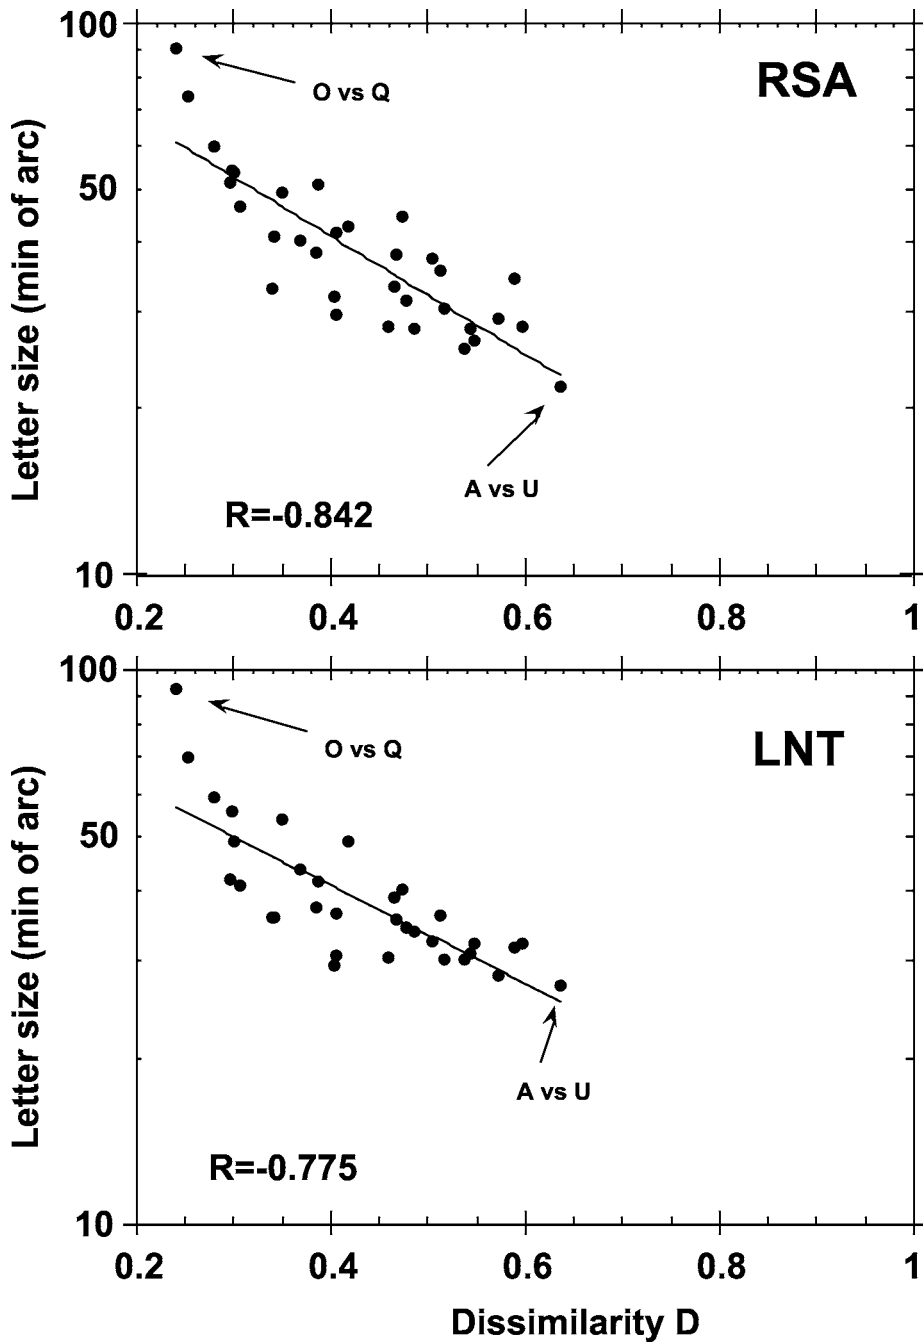 100
O vs Q
RSA
50
Letter size (min of arc)
A vs U
R=-0.842
10
0.2 0.4 0.6 0.8 1
100
O vs Q
LNT
50
Letter size (min of arc)
A vs U
R=-0.775
10
0.2 0.4 0.6 0.8 1
Dissimilarity D